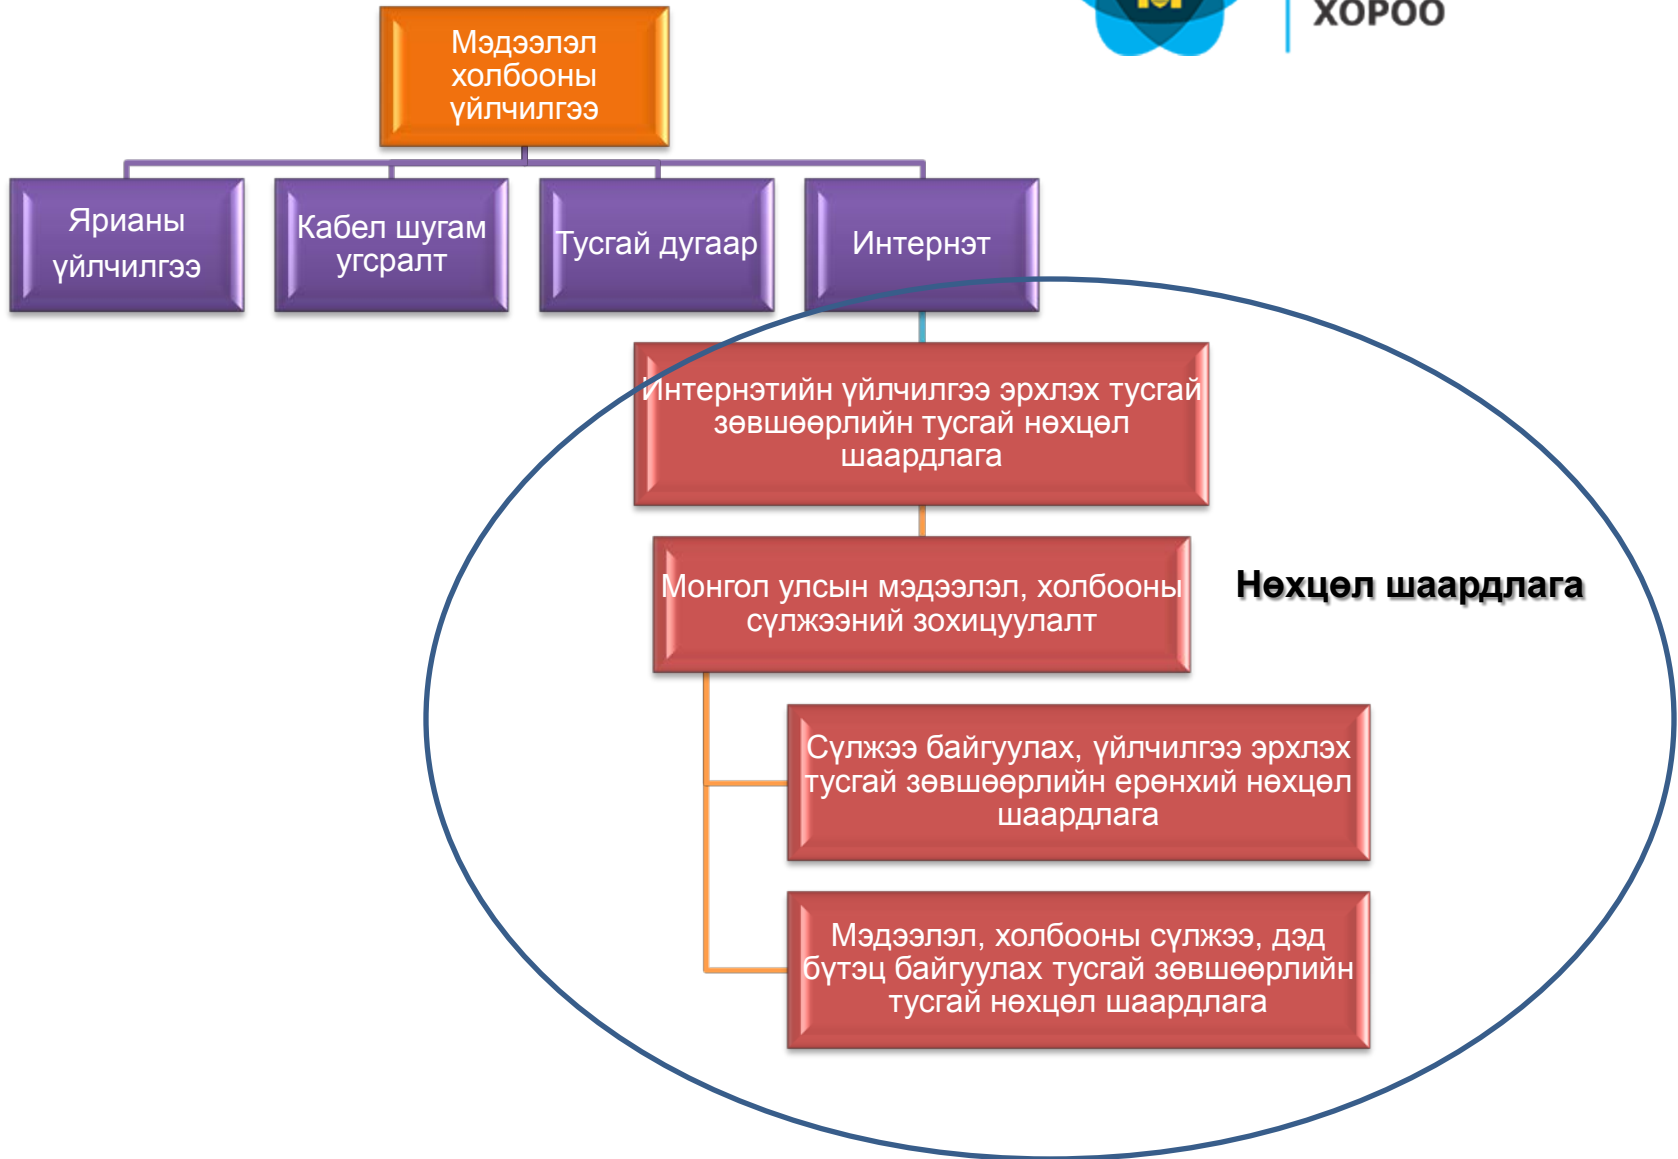 ХОРОО
Мэдээлэл
холбооны
үйлчилгээ
Ярианы
үйлчилгээ
Кабел шугам
угсралт
Тусгай дугаар
Интернэт
Интернэтийн үйлчилгээ эрхлэх тусгай
зөвшөөрлийн тусгай нөхцөл
шаардлага
Монгол улсын мэдээлэл, холбооны
сүлжээний зохицуулалт
Нөхцөл шаардлага
Сүлжээ байгуулах, үйлчилгээ эрхлэх
тусгай зөвшөөрлийн ерөнхий нөхцөл
шаардлага
Мэдээлэл, холбооны сүлжээ, дэд
бүтэц байгуулах тусгай зөвшөөрлийн
тусгай нөхцөл шаардлага